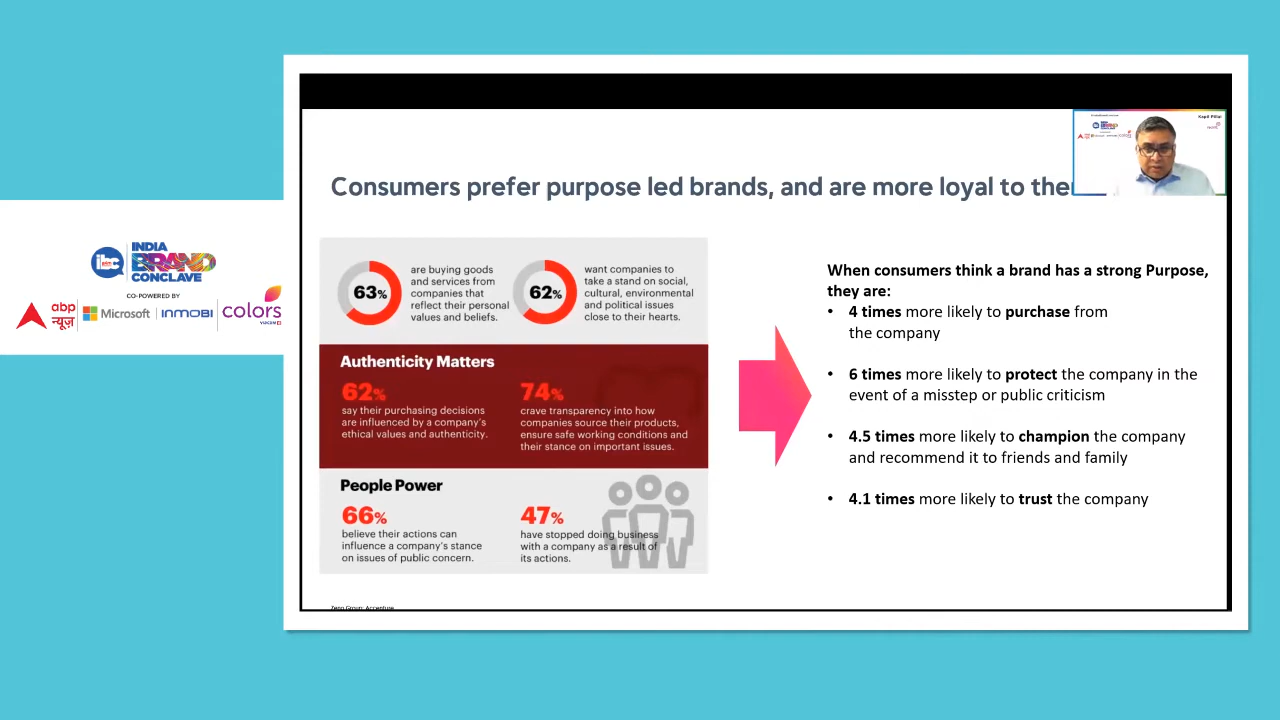 ibc
INDIA
BRAND
CONCLAVE
CO-POWERED BY
abp
न्यूज़
Microsoft
INMOBI
colors
VIACOM18
Kapil Pillai
Consumers prefer purpose led brands, and are more loyal to
63%
are buying goods
and services from
companies that
reflect their personal
values and beliefs.
62%
want companies to
take a stand on social,
cultural, environmental
and political issues
close to their hearts.
Authenticity Matters
62%
say their purchasing decisions
are influenced by a company's
ethical values and authenticity.
74%
crave transparency into how
companies source their products,
ensure safe working conditions and
their stance on important issues.
People Power
66%
believe their actions can
influence a company's stance
on issues of public concern.
47%
have stopped doing business
with a company as a result of
its actions.
When consumers think a brand has a strong Purpose,
they are:
• 4 times more likely to purchase from
the company
• 6 times more likely to protect the company in the
event of a misstep or public criticism
• 4.5 times more likely to champion the company
and recommend it to friends and family
• 4.1 times more likely to trust the company
Zeno Group; Accenture